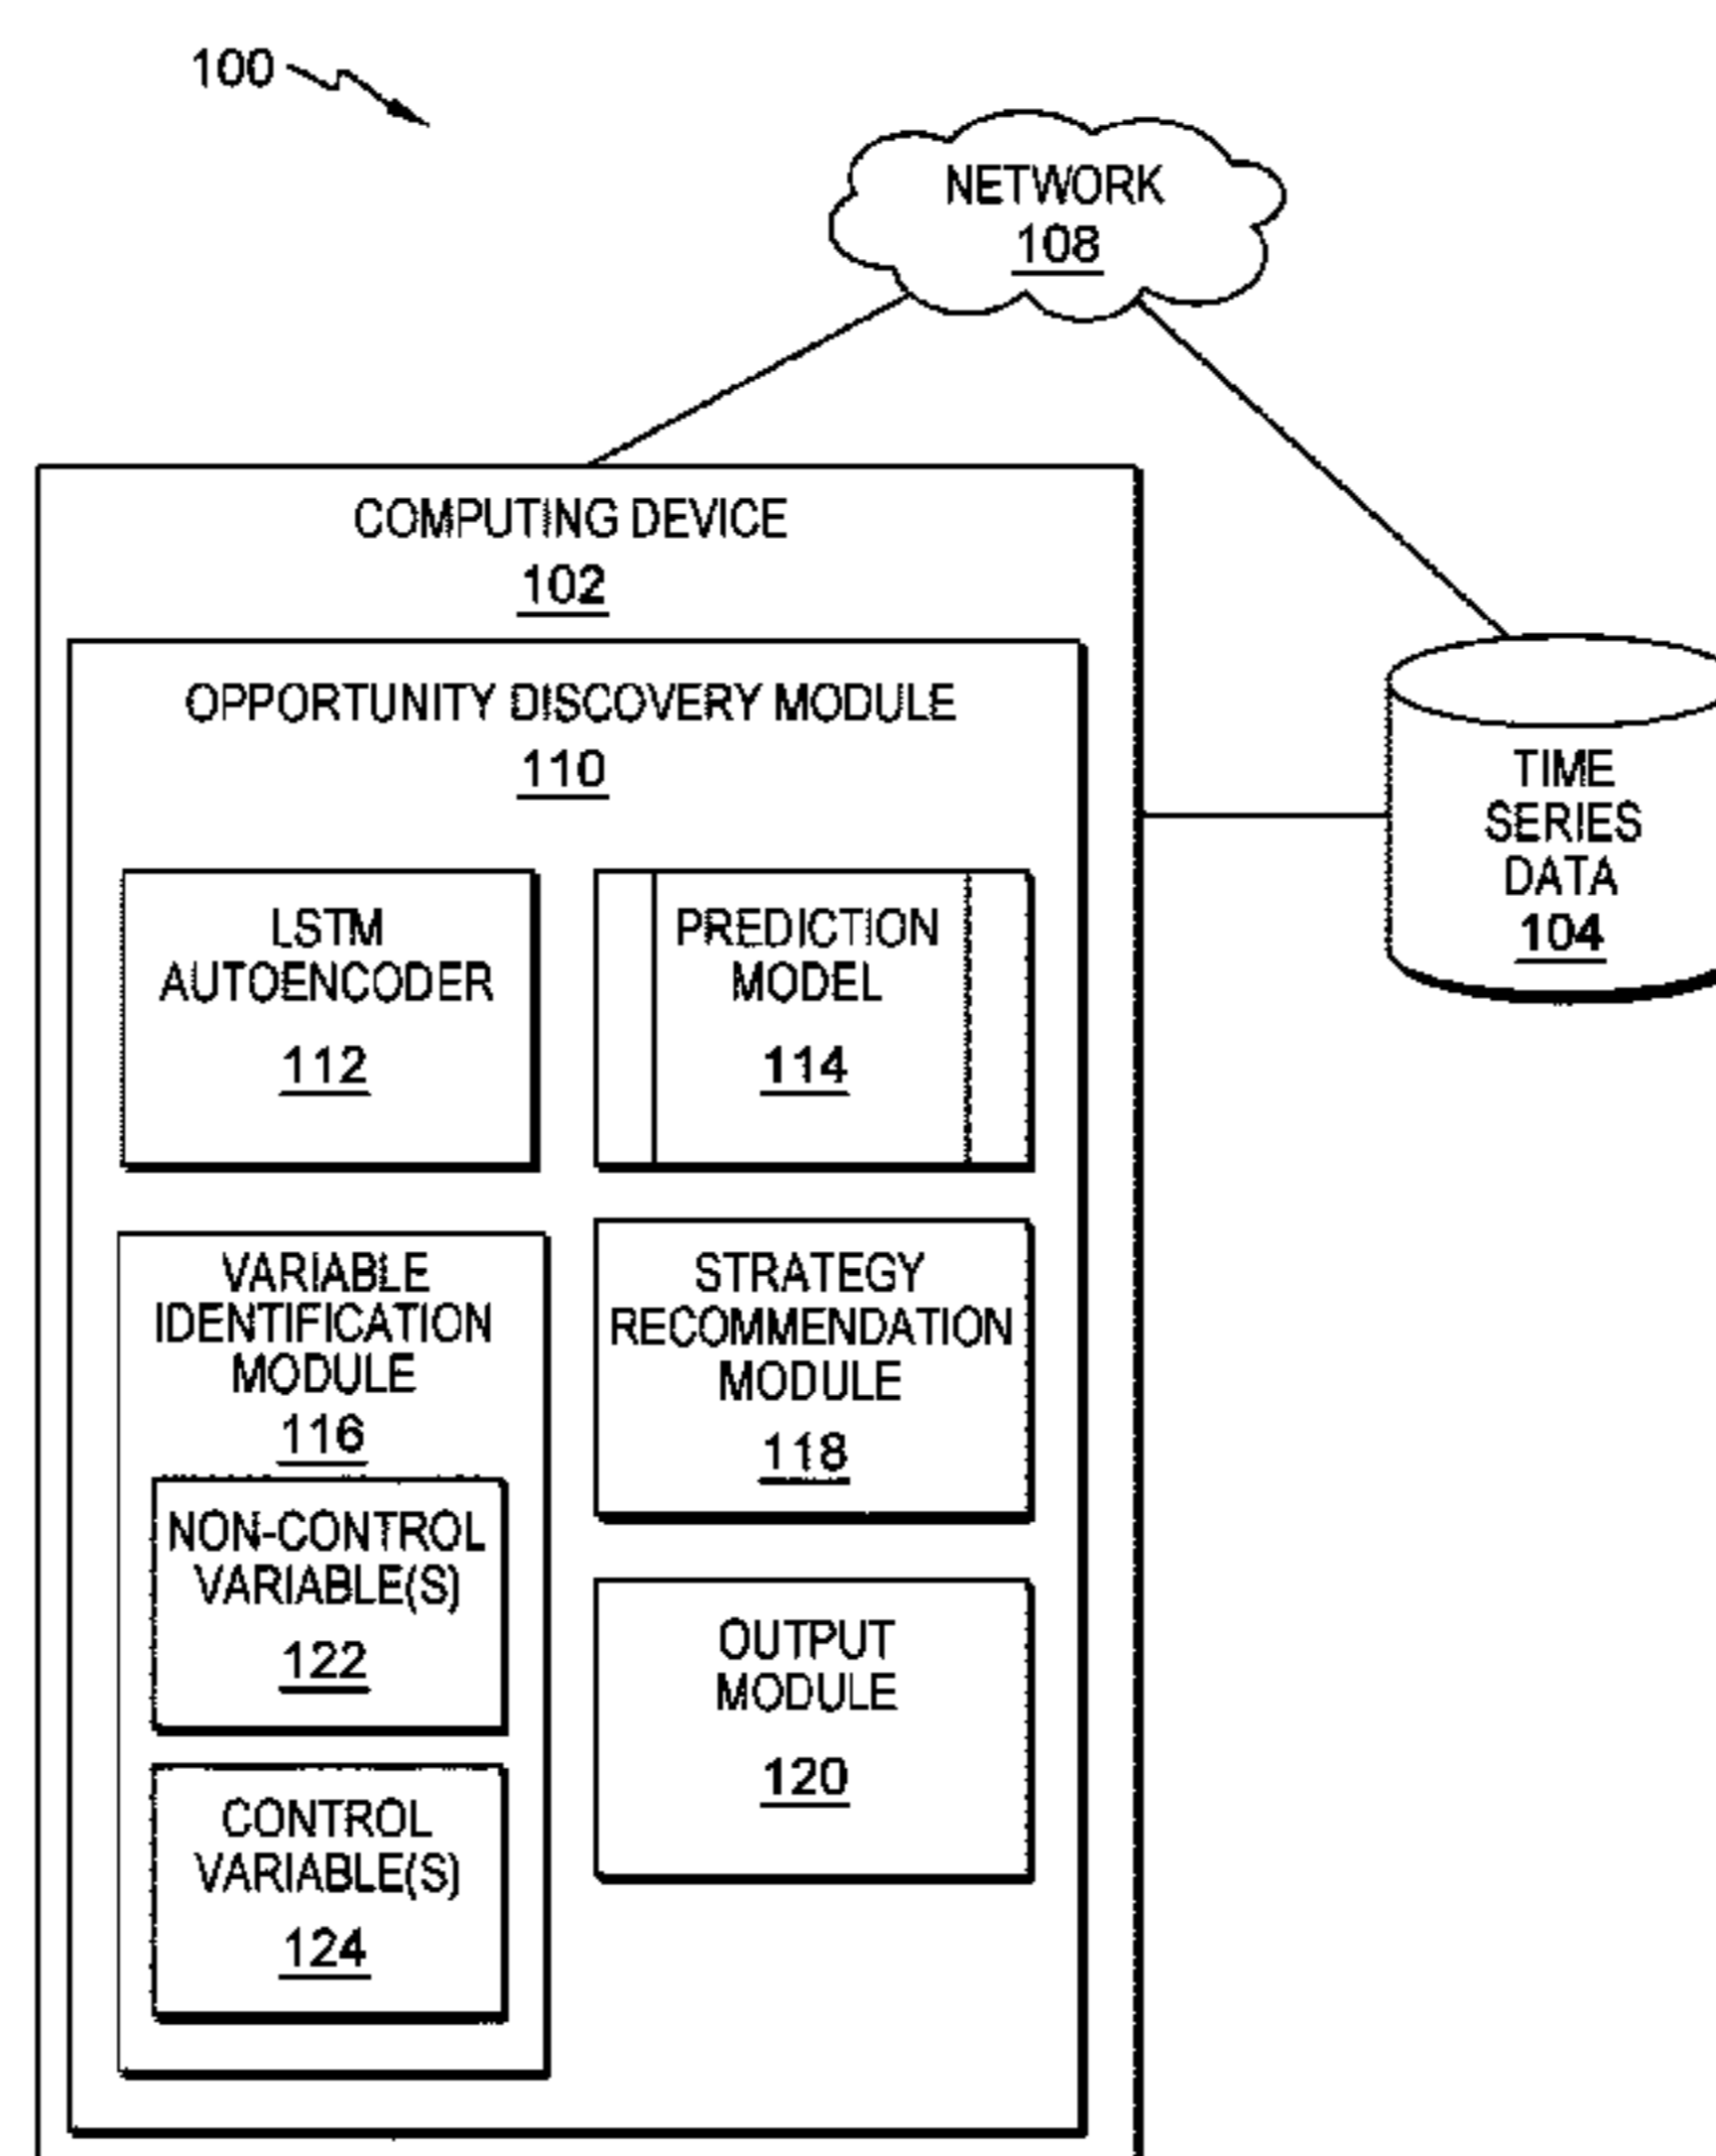 100
NETWORK
108
COMPUTING DEVICE
102
OPPORTUNITY DISCOVERY MODULE
110
LSTM
AUTOENCODER
112
PREDICTION
MODEL
114
TIME
SERIES
DATA
104
VARIABLE
IDENTIFICATION
MODULE
116
NON-CONTROL
VARIABLE(S)
122
CONTROL
VARIABLE(S)
124
STRATEGY
RECOMMENDATION
MODULE
118
OUTPUT
MODULE
120